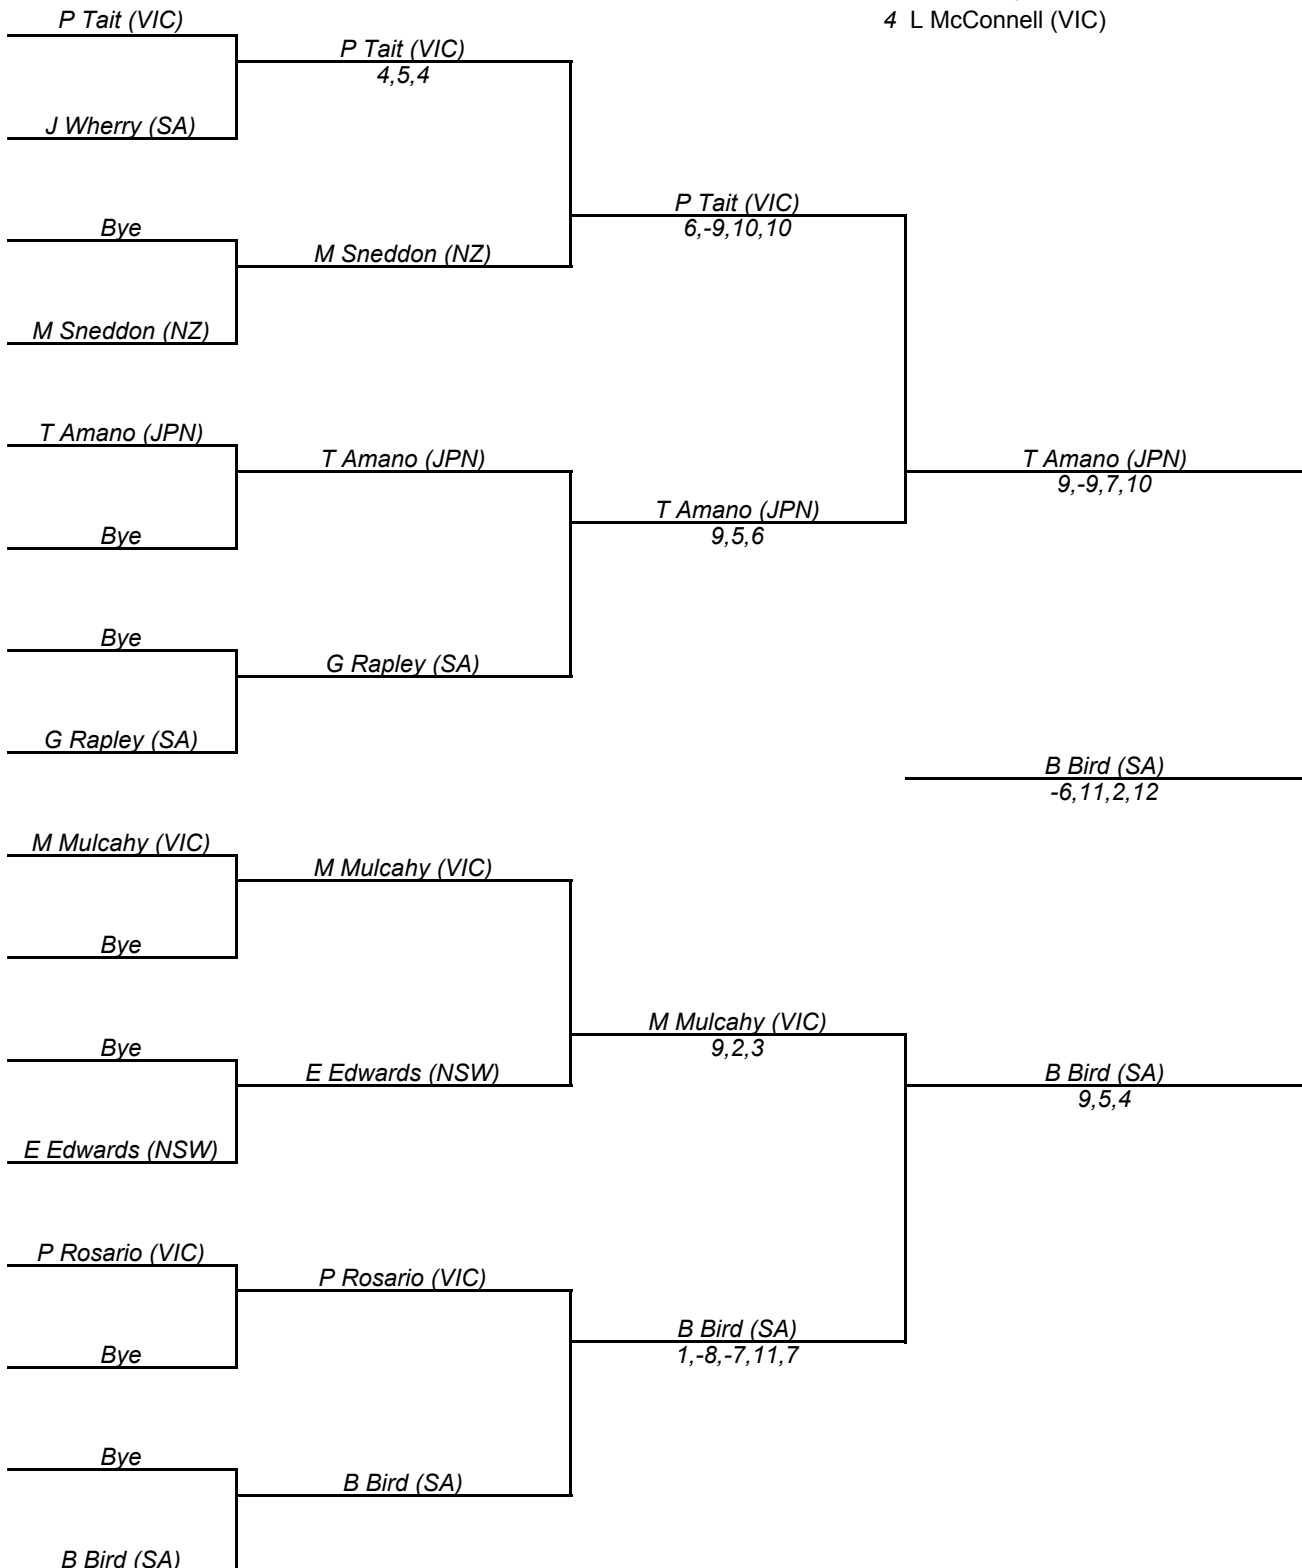 P Tait (VIC)
4 L McConnell (VIC)
P Tait (VIC)
4,5,4
J Wherry (SA)
P Tait (VIC)
6,-9,10,10
Bye
M Sneddon (NZ)
M Sneddon (NZ)
T Amano (JPN)
T Amano (JPN)
T Amano (JPN)
9,-9,7,10
T Amano (JPN)
9,5,6
Bye
Bye
G Rapley (SA)
G Rapley (SA)
B Bird (SA)
-6,11,2,12
M Mulcahy (VIC)
M Mulcahy (VIC)
Bye
M Mulcahy (VIC)
9,2,3
Bye
E Edwards (NSW)
B Bird (SA)
9,5,4
E Edwards (NSW)
P Rosario (VIC)
P Rosario (VIC)
B Bird (SA)
1,-8,-7,11,7
Bye
Bye
B Bird (SA)
B Bird (SA)